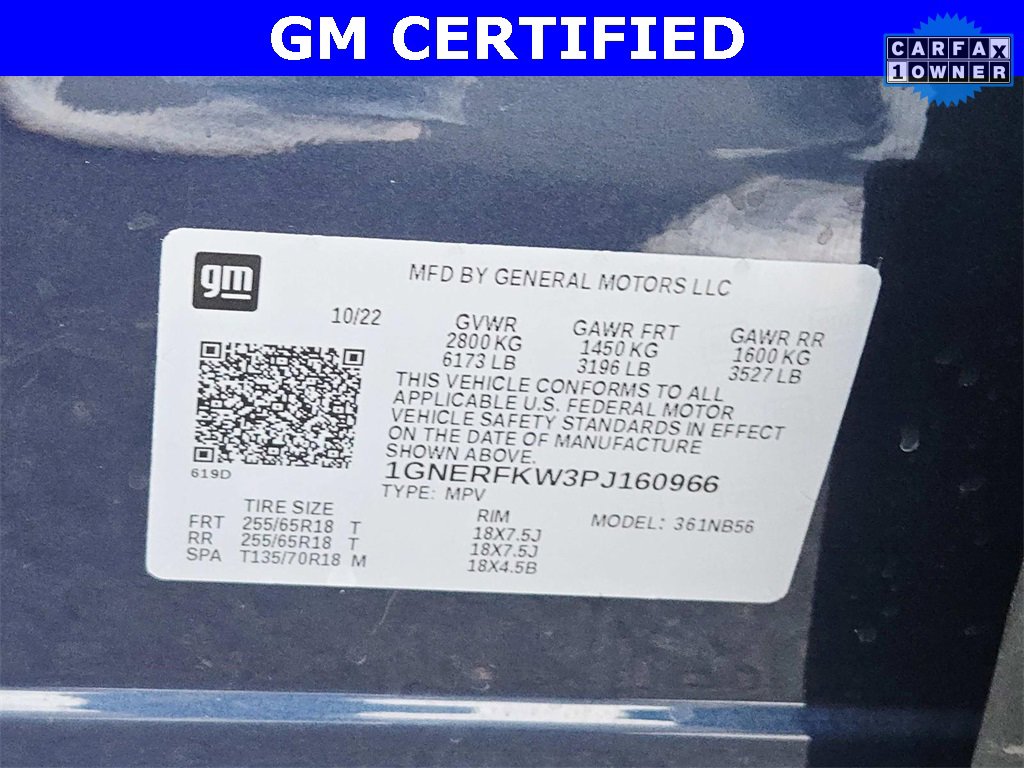 GM CERTIFIED
CARFAX
1 OWNER
gm
MFD BY GENERAL MOTORS LLC
10/22
GVWR GAWR FRT GAWR RR
2800 KG 1450 KG 1600 KG
6173 LB 3196 LB 3527 LB
THIS VEHICLE CONFORMS TO ALL
APPLICABLE U.S. FEDERAL MOTOR
VEHICLE SAFETY STANDARDS IN EFFECT
ON THE DATE OF MANUFACTURE
SHOWN ABOVE.
619D
1GNERFKW3PJ160966
TYPE: MPV
MODEL: 361NB56
TIRE SIZE RIM
FRT 255/65R18 T 18X7.5J
RR 255/65R18 T 18X7.5J
SPA T135/70R18 M 18X4.5B